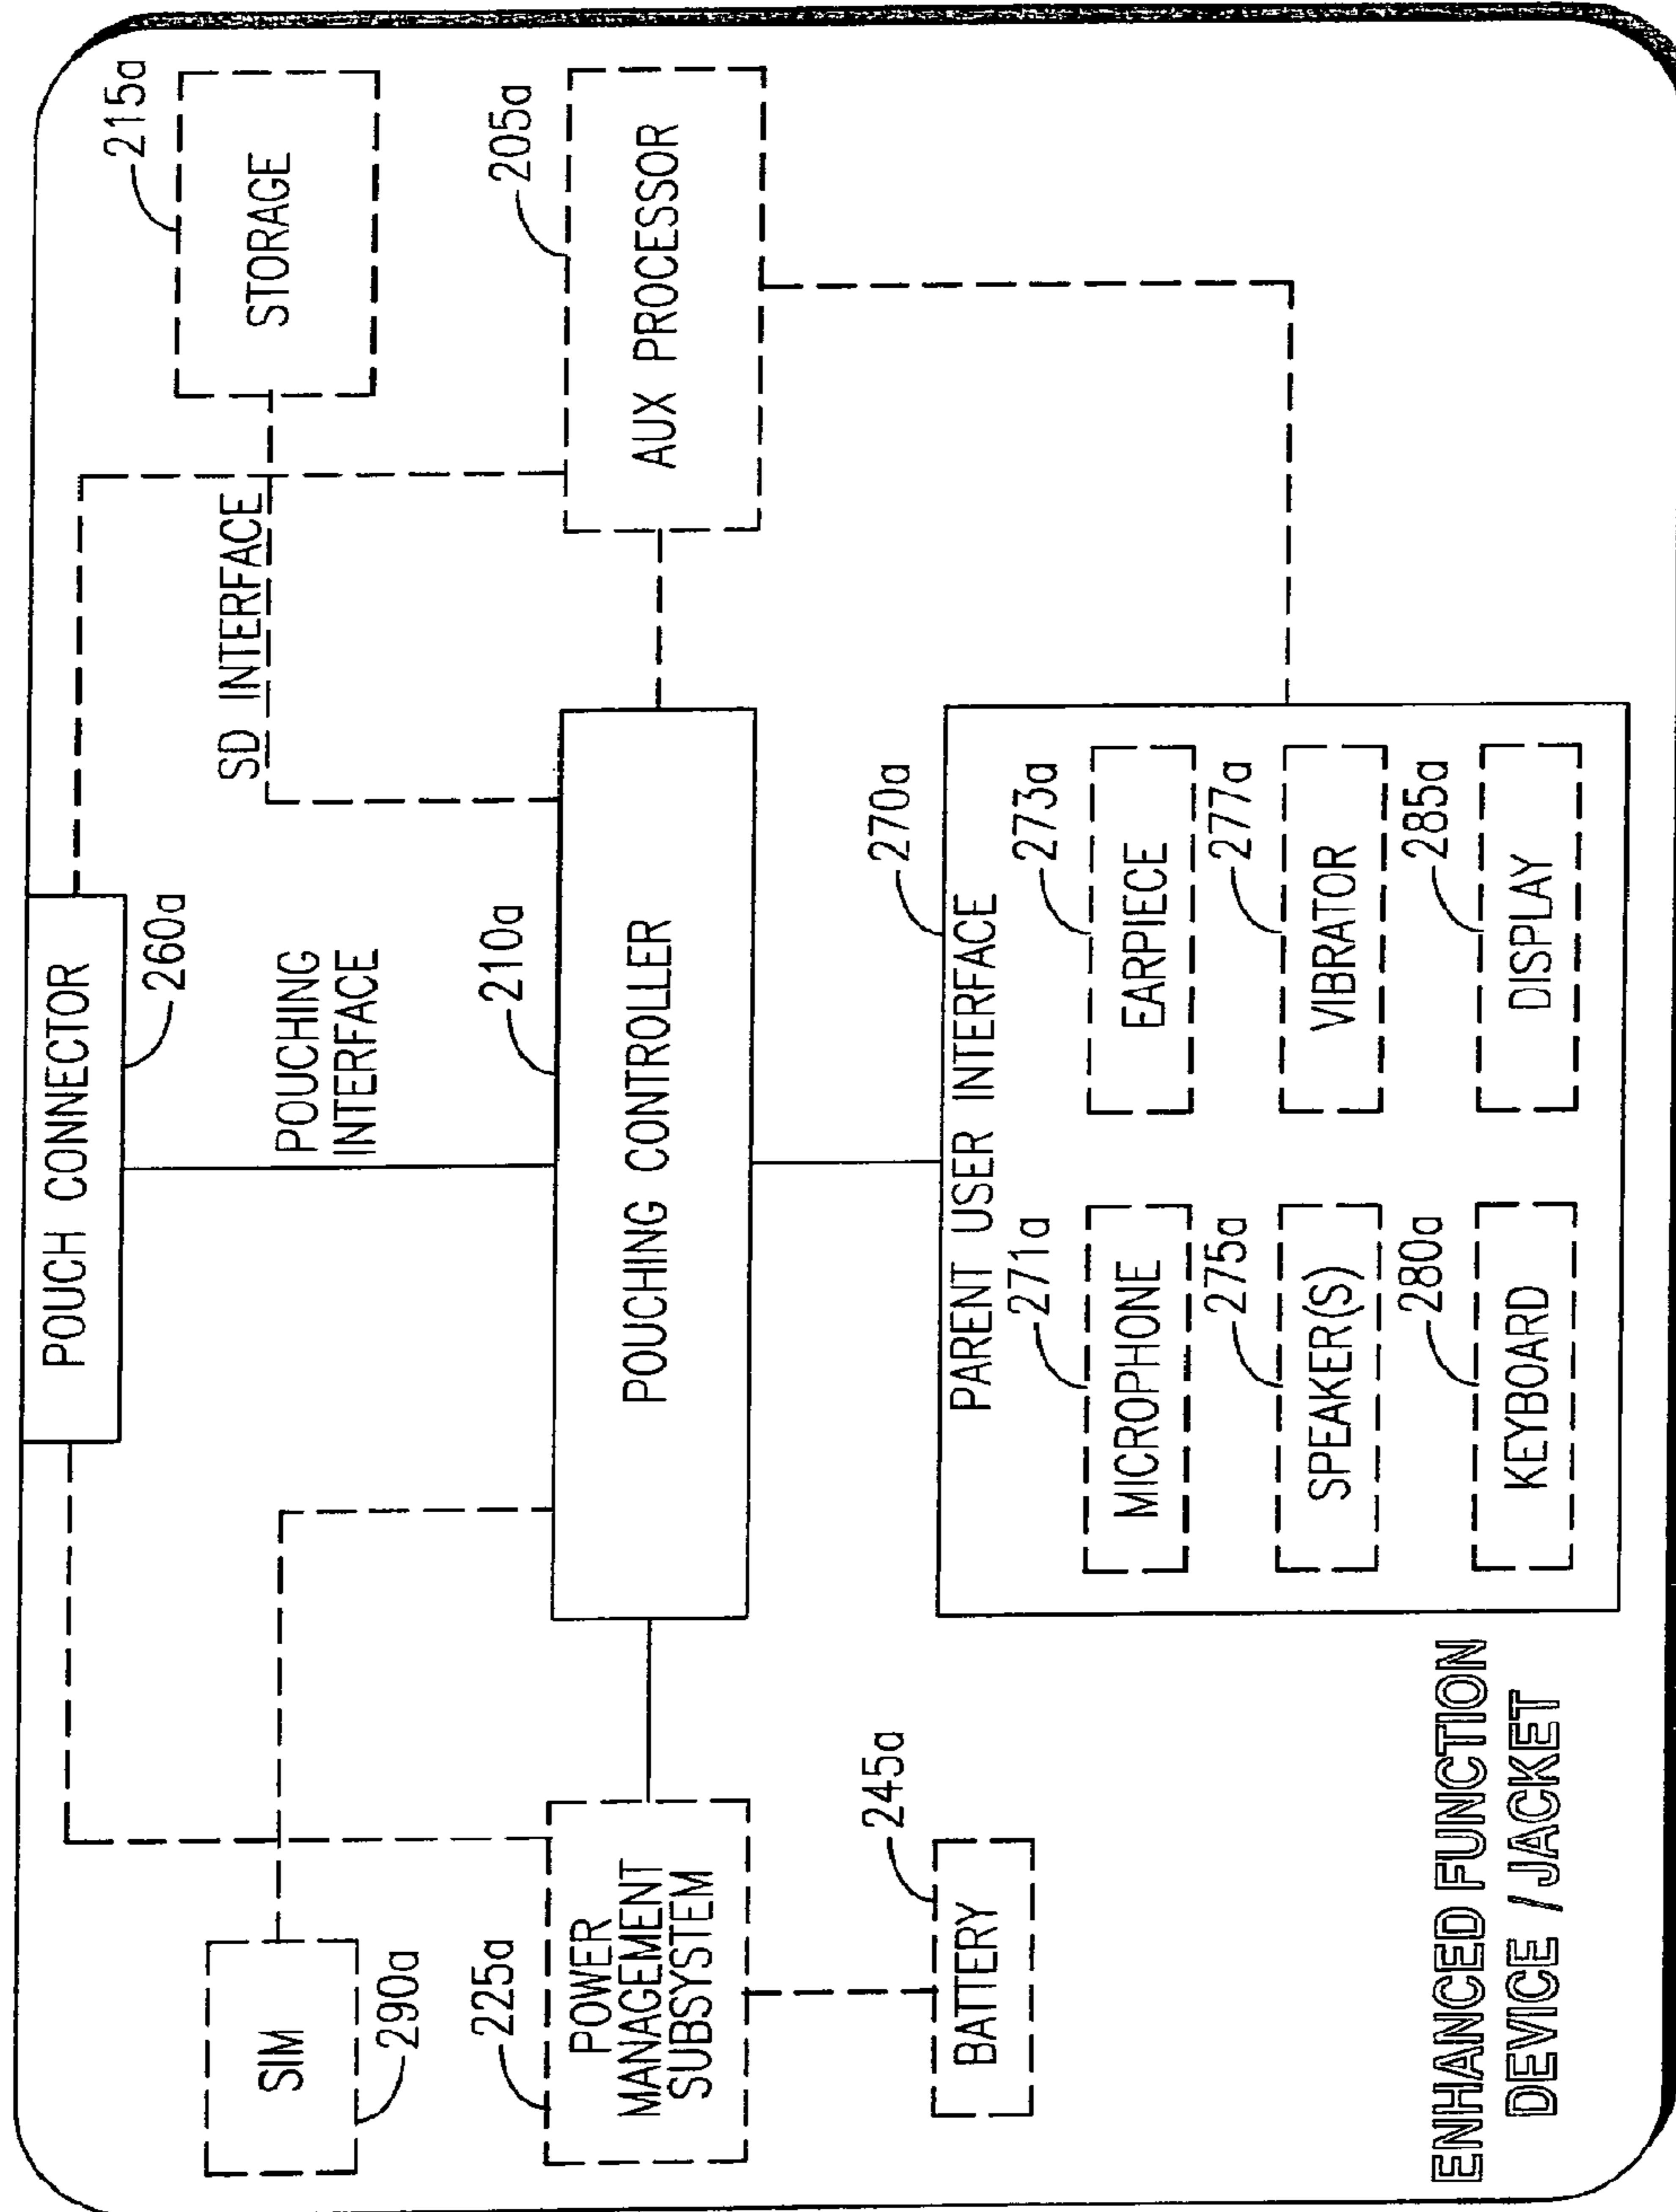 POUCH CONNECTOR
260a
SIM
290a
POUCHING
INTERFACE
SD INTERFACE
STORAGE
215a
225a
POWER
MANAGEMENT
SUBSYSTEM
210a
POUCHING CONTROLLER
205a
AUX PROCESSOR
245a
BATTERY
270a
PARENT USER INTERFACE
271a
MICROPHONE
273a
EARPIECE
275a
SPEAKER(S)
277a
VIBRATOR
280a
KEYBOARD
285a
DISPLAY
ENHANCED FUNCTION
DEVICE / JACKET